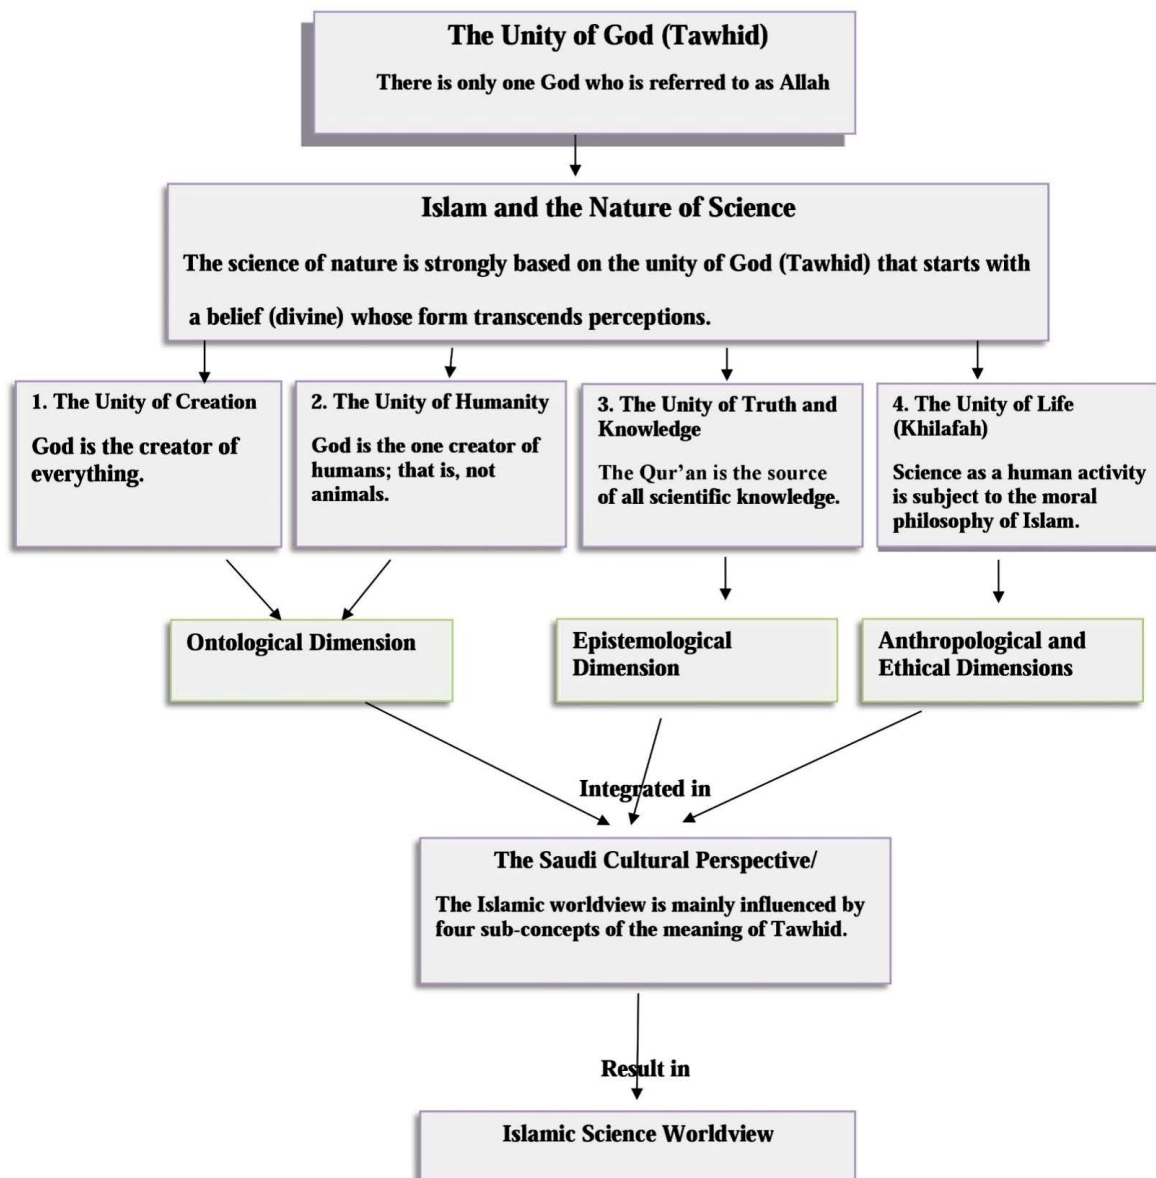 The Unity of God (Tawhid)
There is only one God who is referred to as Allah
Islam and the Nature of Science
The science of nature is strongly based on the unity of God (Tawhid) that starts with
a belief (divine) whose form transcends perceptions.
1. The Unity of Creation
God is the creator of
everything.
2. The Unity of Humanity
God is the one creator of
humans; that is, not
animals.
3. The Unity of Truth and
Knowledge
The Qur’an is the source
of all scientific knowledge.
4. The Unity of Life
(Khilafah)
Science as a human activity
is subject to the moral
philosophy of Islam.
Ontological Dimension
Epistemological
Dimension
Anthropological and
Ethical Dimensions
Integrated in
The Saudi Cultural Perspective/
The Islamic worldview is mainly influenced by
four sub-concepts of the meaning of Tawhid.
Result in
Islamic Science Worldview